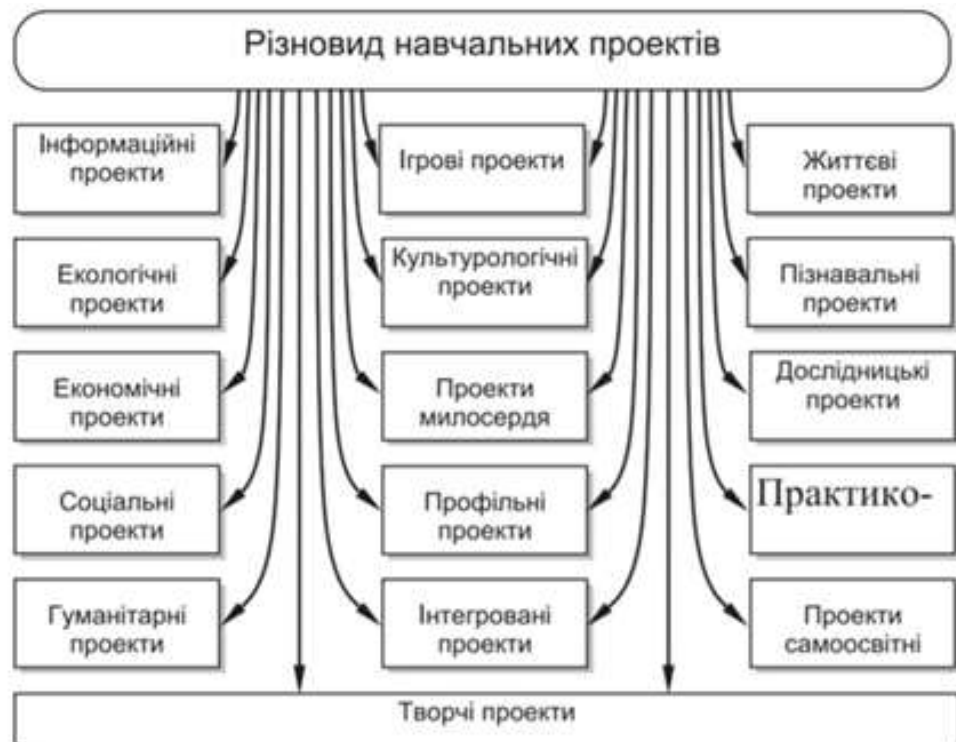 Різновид навчальних проектів
Інформаційні
проекти
Ігрові проекти
Життєві
проекти
Екологічні
проекти
Культурологічні
проекти
Пізнавальні
проекти
Економічні
проекти
Проекти
милосердя
Дослідницькі
проекти
Соціальні
проекти
Профільні
проекти
Практико-
Гуманітарні
проекти
Інтегровані
проекти
Проекти
самоосвітні
Творчі проекти